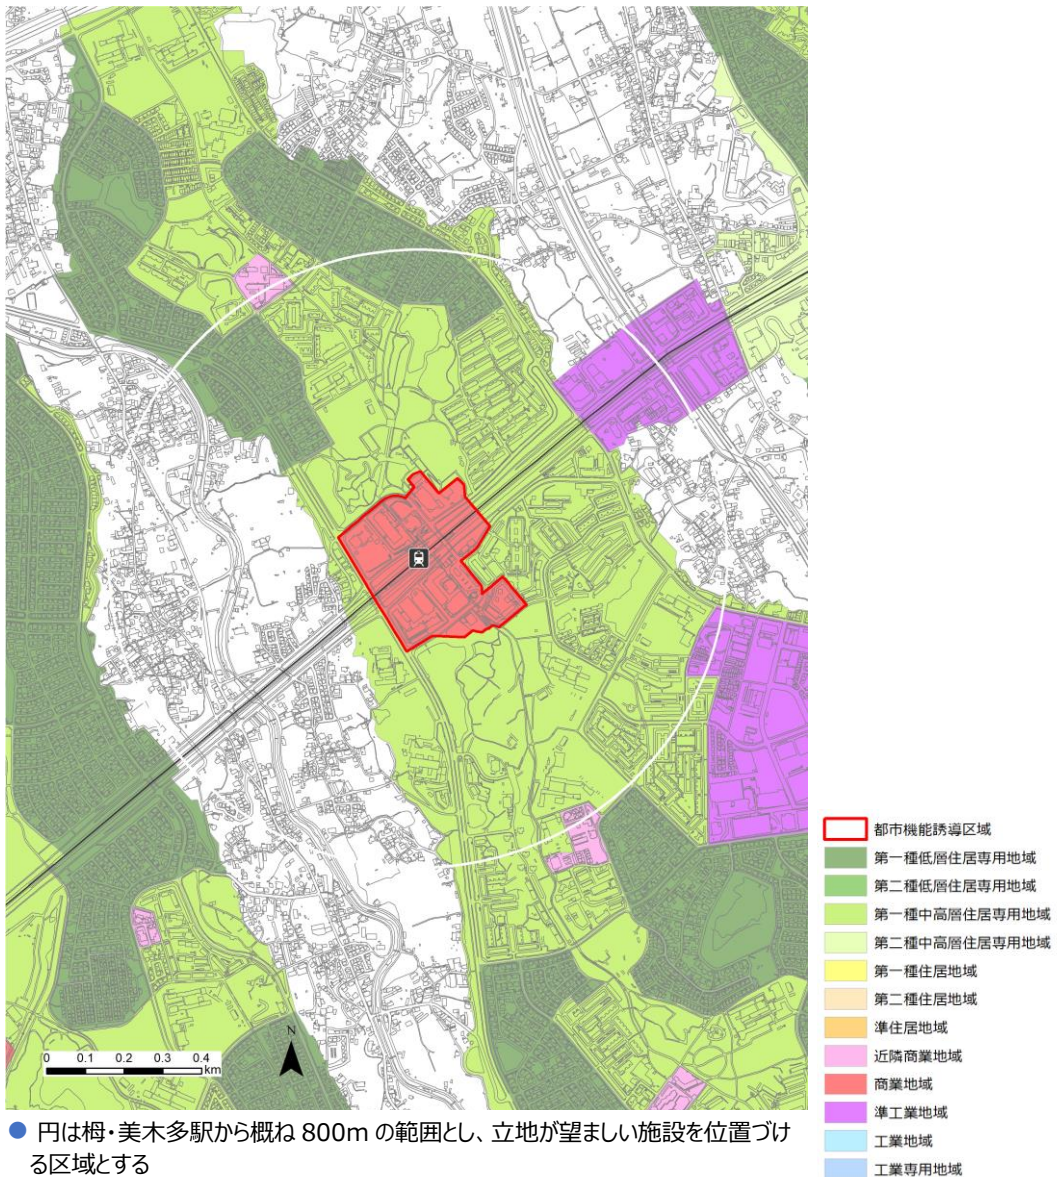 N
0 0.1 0.2 0.3 0.4
km
都市機能誘導区域
第一種低層住居専用地域
第二種低層住居専用地域
第一種中高層住居専用地域
第二種中高層住居専用地域
第一種住居地域
第二種住居地域
準住居地域
近隣商業地域
商業地域
準工業地域
工業地域
工業専用地域
● 円は栂・美木多駅から概ね 800m の範囲とし、立地が望ましい施設を位置づけ
る区域とする